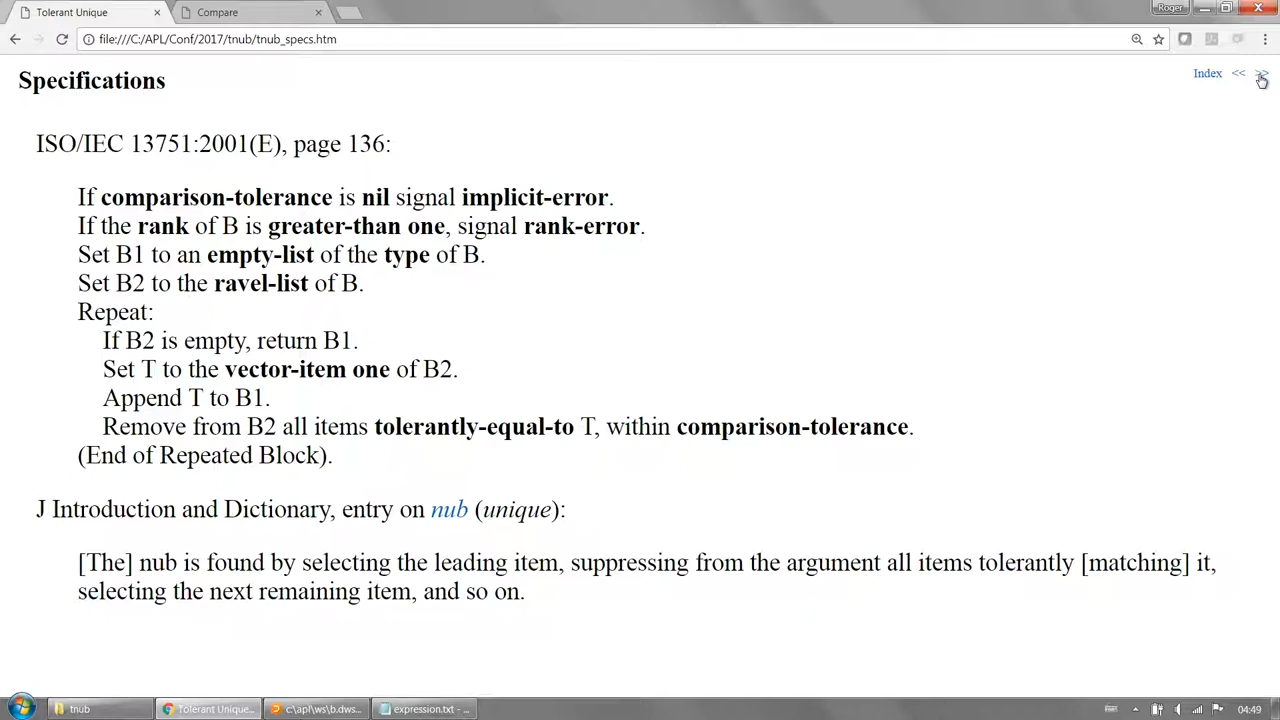 Tolerant Unique
Compare
Roger
file:///C:/APL/Conf/2017/tnub/tnub_specs.htm
Specifications
Index << >>
ISO/IEC 13751:2001(E), page 136:
If comparison-tolerance is nil signal implicit-error.
If the rank of B is greater-than one, signal rank-error.
Set B1 to an empty-list of the type of B.
Set B2 to the ravel-list of B.
Repeat:
If B2 is empty, return B1.
Set T to the vector-item one of B2.
Append T to B1.
Remove from B2 all items tolerantly-equal-to T, within comparison-tolerance.
(End of Repeated Block).
J Introduction and Dictionary, entry on nub (unique):
[The] nub is found by selecting the leading item, suppressing from the argument all items tolerantly [matching] it,
selecting the next remaining item, and so on.
tnub
Tolerant Unique...
c:\apl\ws\b.dws...
expression.txt - ...
04:49